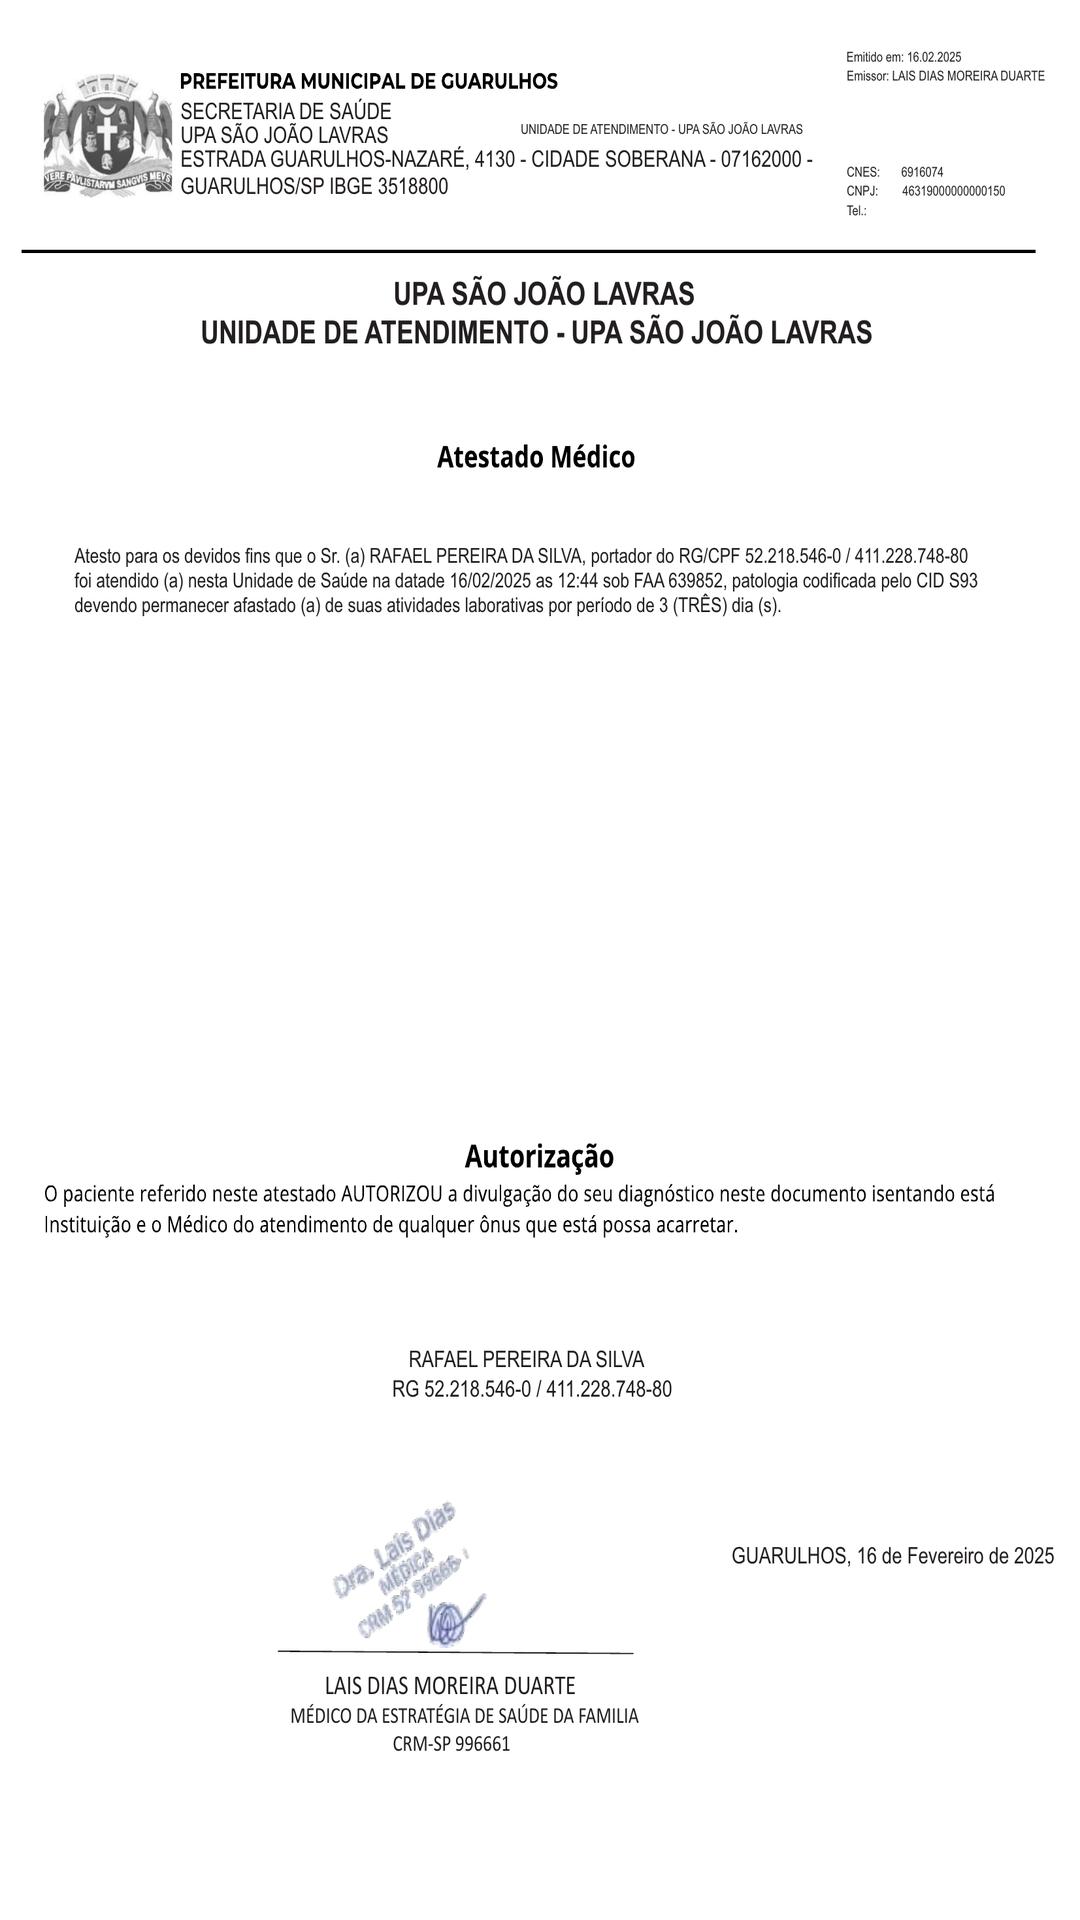 Emitido em: 16.02.2025
Emissor: LAIS DIAS MOREIRA DUARTE
PREFEITURA MUNICIPAL DE GUARULHOS
SECRETARIA DE SAÚDE
UPA SÃO JOÃO LAVRAS
UNIDADE DE ATENDIMENTO - UPA SÃO JOÃO LAVRAS
ESTRADA GUARULHOS-NAZARÉ, 4130 - CIDADE SOBERANA - 07162000 -
GUARULHOS/SP IBGE 3518800
VERE PAVLISTARVM SANGVIS MEVS
CNES: 6916074
CNPJ: 46319000000000150
Tel.:
UPA SÃO JOÃO LAVRAS
UNIDADE DE ATENDIMENTO - UPA SÃO JOÃO LAVRAS
Atestado Médico
Atesto para os devidos fins que o Sr. (a) RAFAEL PEREIRA DA SILVA, portador do RG/CPF 52.218.546-0 / 411.228.748-80
foi atendido (a) nesta Unidade de Saúde na datade 16/02/2025 as 12:44 sob FAA 639852, patologia codificada pelo CID S93
devendo permanecer afastado (a) de suas atividades laborativas por período de 3 (TRÊS) dia (s).
Autorização
O paciente referido neste atestado AUTORIZOU a divulgação do seu diagnóstico neste documento isentando está
Instituição e o Médico do atendimento de qualquer ônus que está possa acarretar.
RAFAEL PEREIRA DA SILVA
RG 52.218.546-0 / 411.228.748-80
Dra. Lais Dias
MÉDICA
CRM 52 99666
GUARULHOS, 16 de Fevereiro de 2025
LAIS DIAS MOREIRA DUARTE
MÉDICO DA ESTRATÉGIA DE SAÚDE DA FAMILIA
CRM-SP 996661